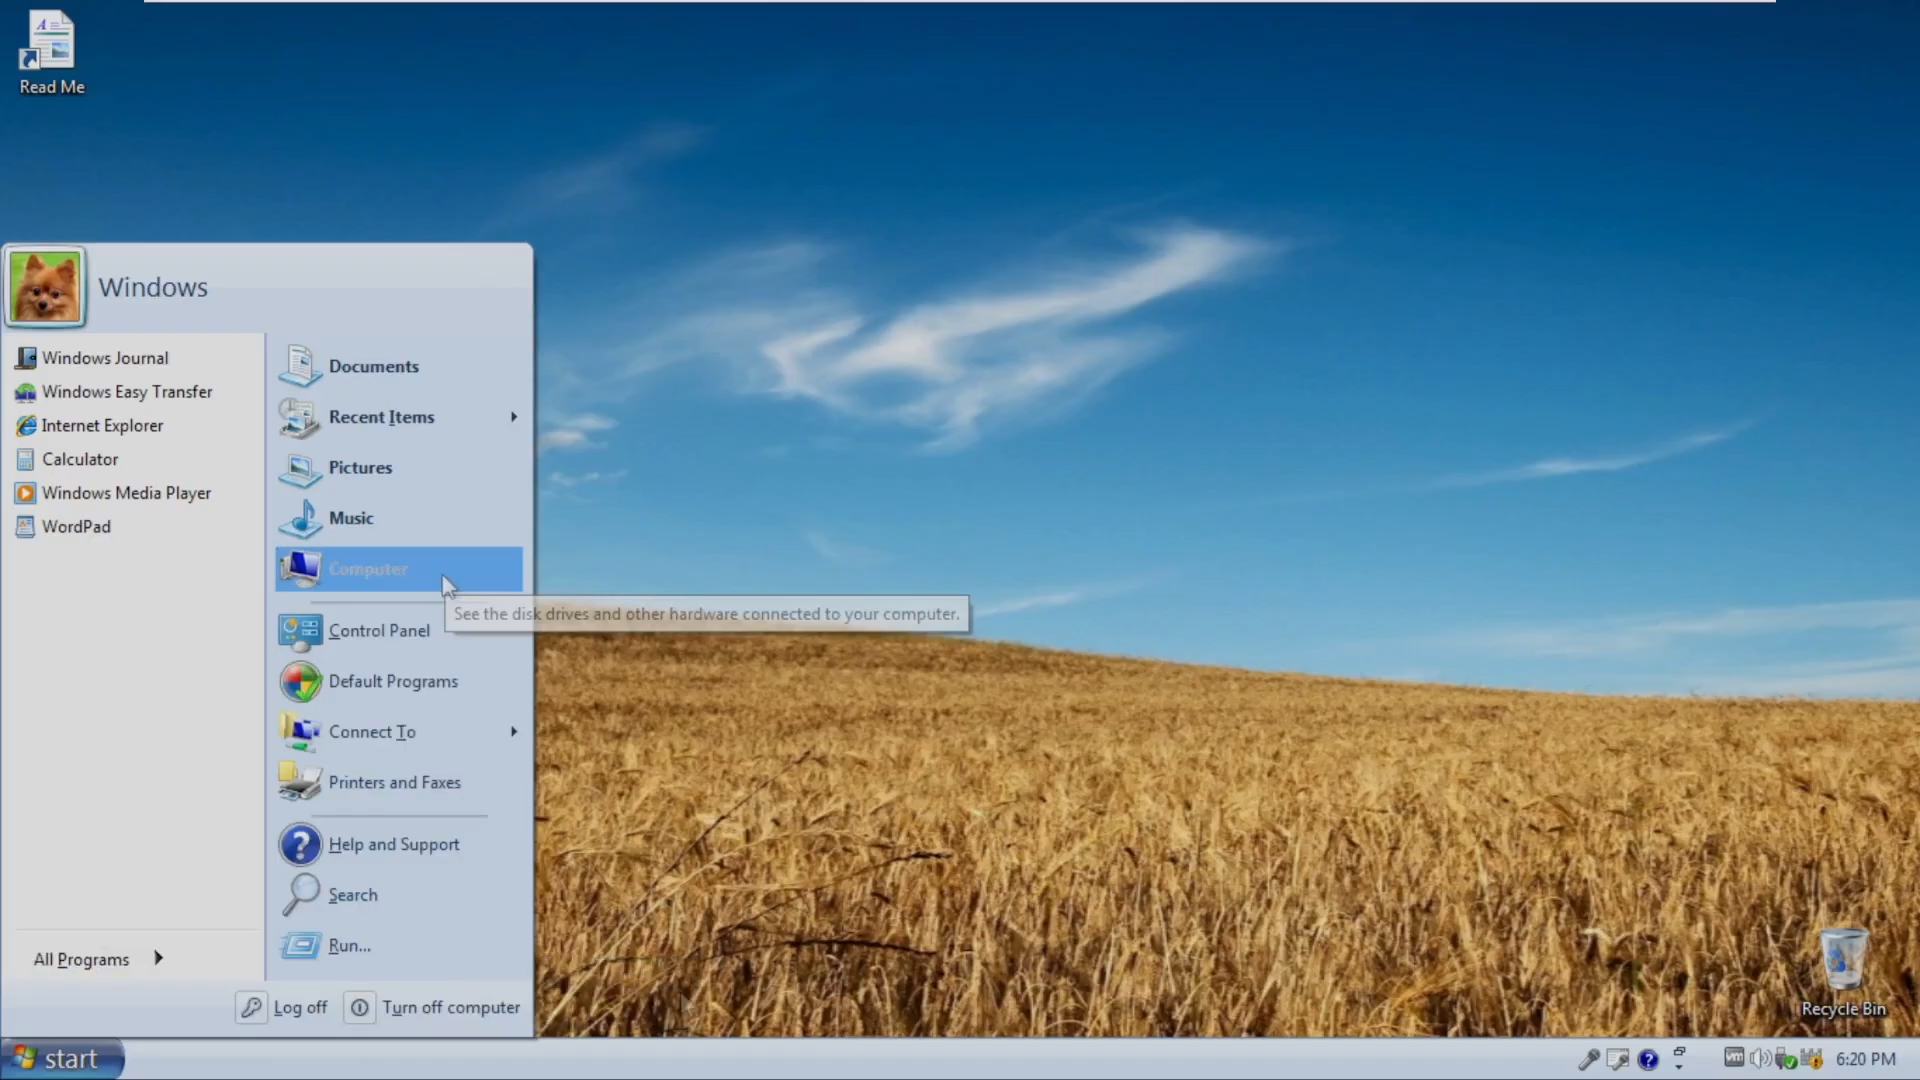 Read Me
Windows
Windows Journal
Windows Easy Transfer
Internet Explorer
Calculator
Windows Media Player
WordPad
All Programs
Documents
Recent Items
Pictures
Music
Computer
See the disk drives and other hardware connected to your computer.
Control Panel
Default Programs
Connect To
Printers and Faxes
Help and Support
Search
Run...
Log off
Turn off computer
Recycle Bin
start
vm
6:20 PM